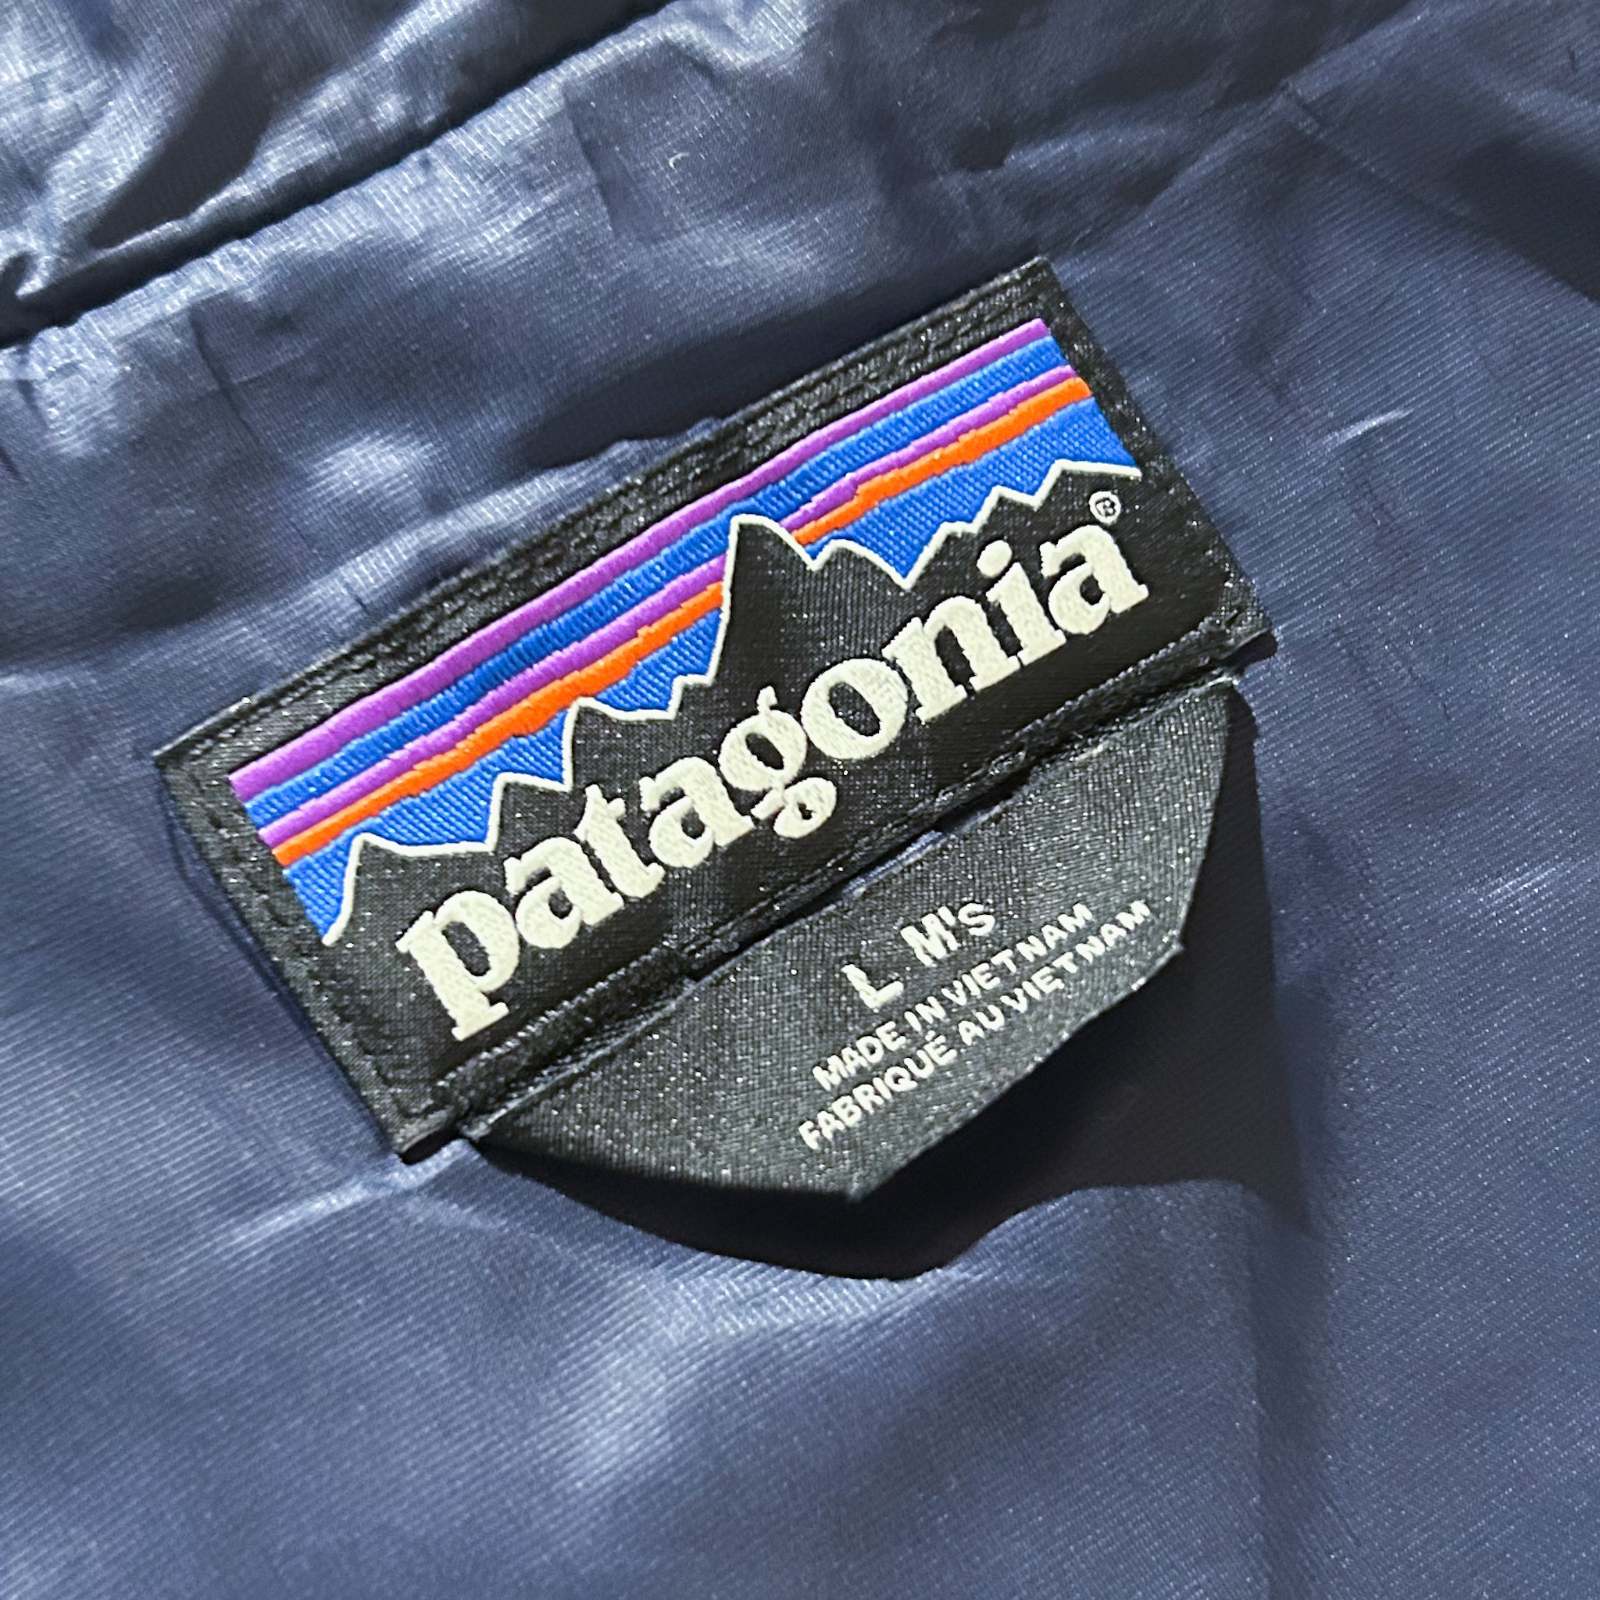 patagonia®
L M'S
MADE IN VIETNAM
FABRIQUÉ AU VIETNAM